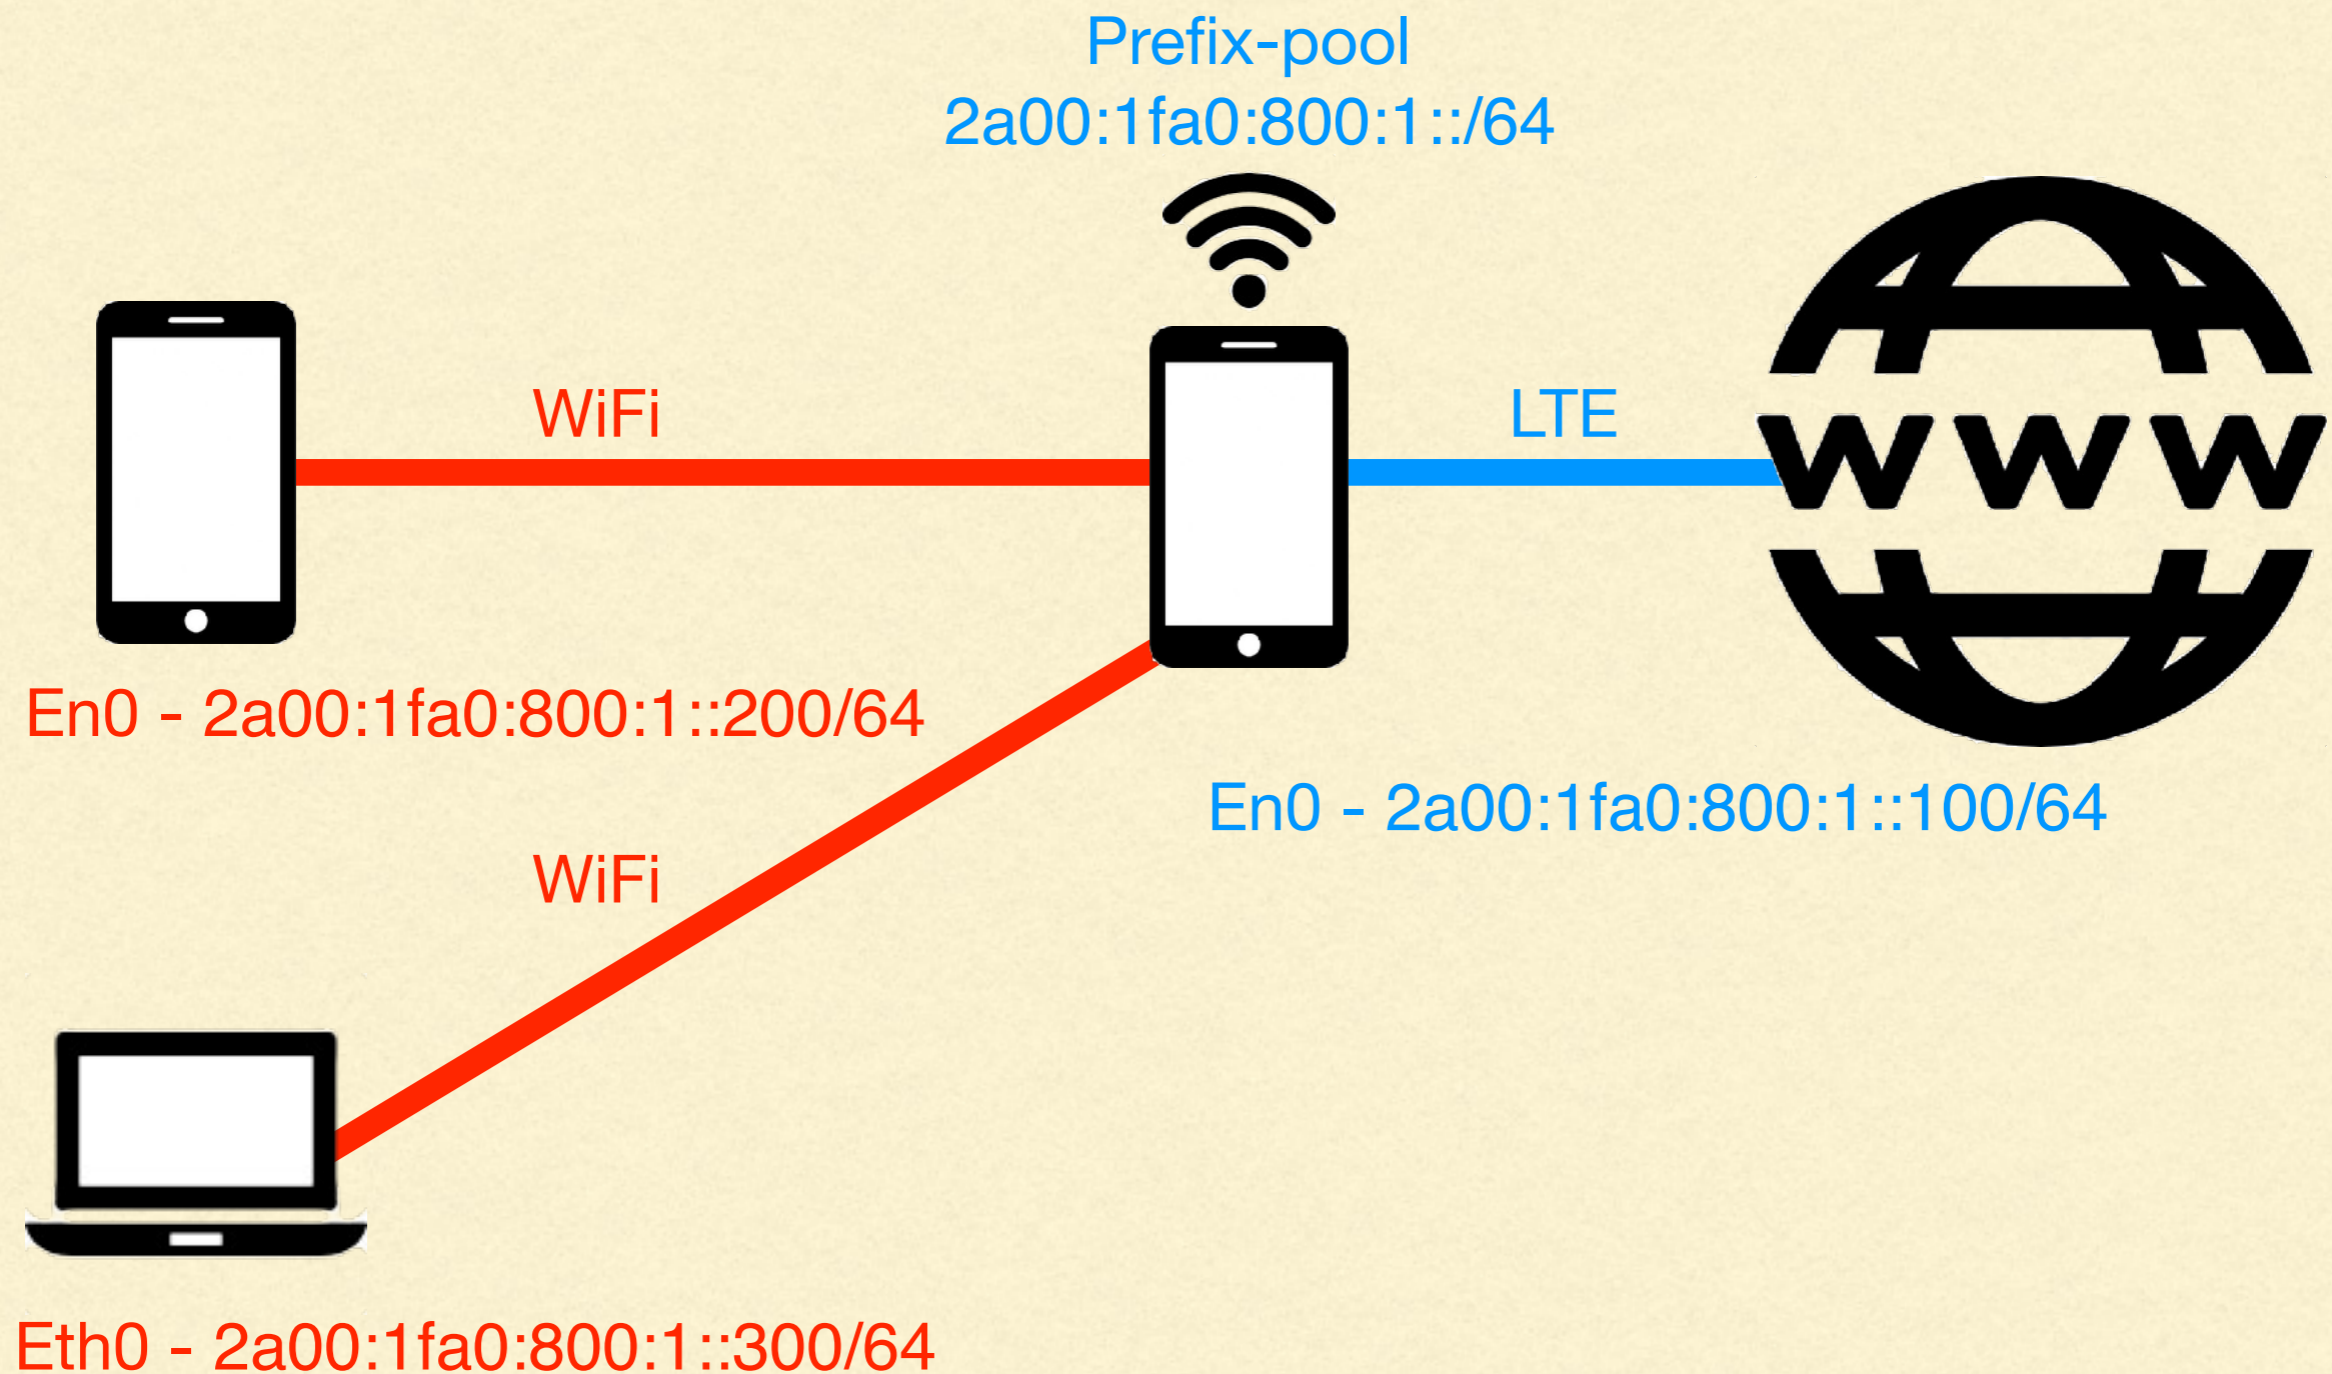 Prefix-pool
2a00:1fa0:800:1::/64
WiFi
LTE
www
En0 - 2a00:1fa0:800:1::200/64
En0 - 2a00:1fa0:800:1::100/64
WiFi
Eth0 - 2a00:1fa0:800:1::300/64